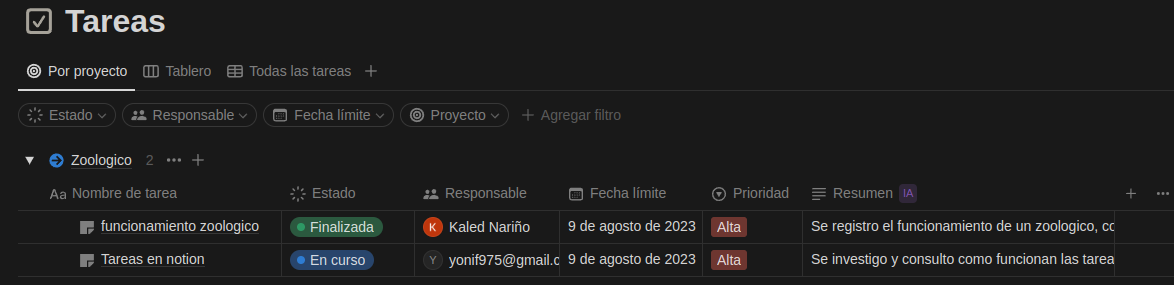 Tareas
Por proyecto Tablero Todas las tareas
Estado Responsable Fecha límite Proyecto Agregar filtro
Zoologico 2
Aa Nombre de tarea Estado Responsable Fecha límite Prioridad Resumen IA
funcionamiento zoologico Finalizada K Kaled Nariño 9 de agosto de 2023 Alta Se registro el funcionamiento de un zoologico, co
Tareas en notion En curso Y yonif975@gmail.c 9 de agosto de 2023 Alta Se investigo y consulto como funcionan las tarea